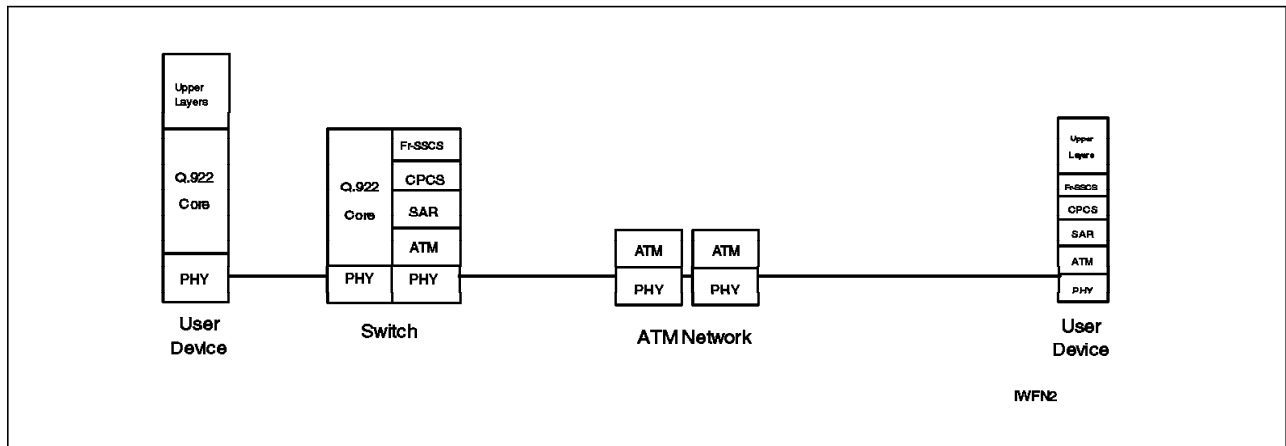 Upper
Layers
Q.922
Core
PHY
User
Device
Q.922
Core
PHY
Fr-SSCS
CPCS
SAR
ATM
PHY
Switch
ATM
PHY
ATM
PHY
ATM Network
Upper
Layers
Fr-SSCS
CPCS
SAR
ATM
PHY
User
Device
IWFN2